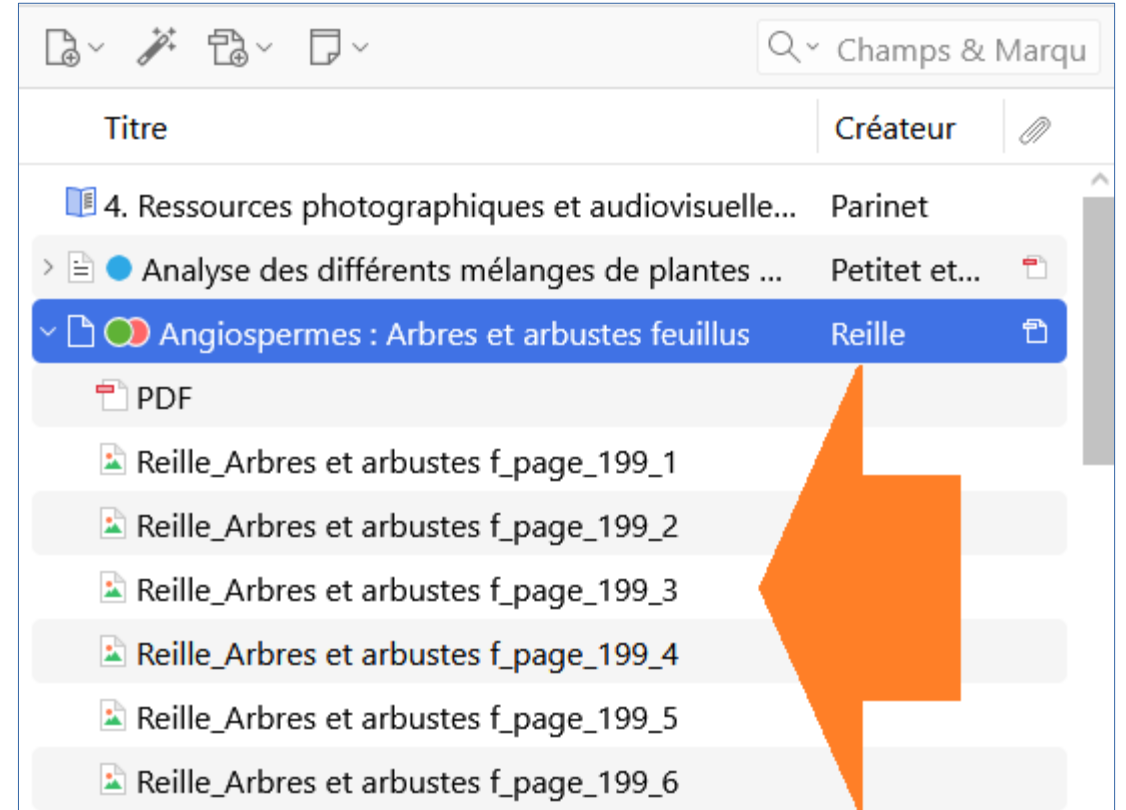 Champs & Marqu
Titre Créateur
4. Ressources photographiques et audiovisuelle... Parinet
Analyse des différents mélanges de plantes ... Petitet et...
Angiospermes : Arbres et arbustes feuillus Reille
PDF
Reille_Arbres et arbustes f_page_199_1
Reille_Arbres et arbustes f_page_199_2
Reille_Arbres et arbustes f_page_199_3
Reille_Arbres et arbustes f_page_199_4
Reille_Arbres et arbustes f_page_199_5
Reille_Arbres et arbustes f_page_199_6